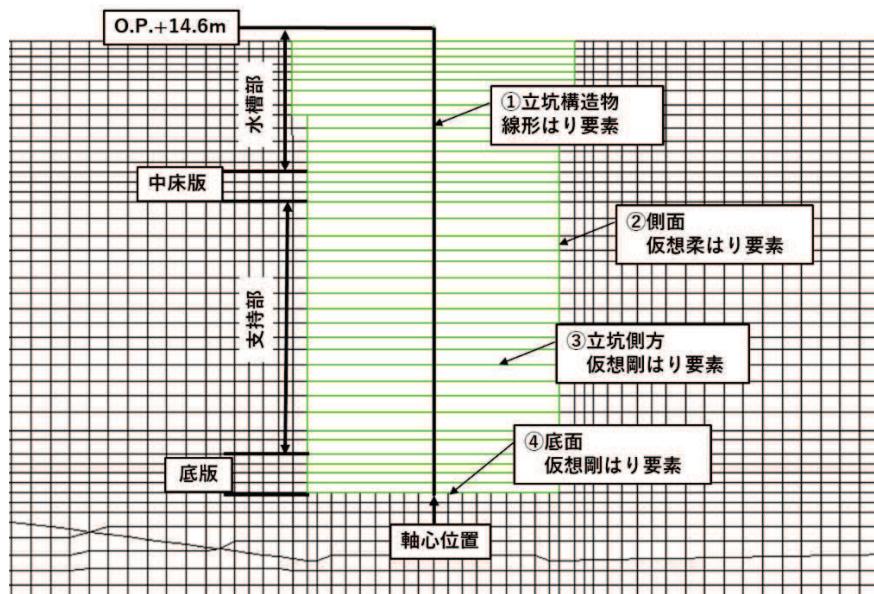 O.P.+14.6m
水槽部
①立坑構造物
線形はり要素
中床版
②側面
仮想柔はり要素
支持部
③立坑側方
仮想剛はり要素
④底面
仮想剛はり要素
底版
軸心位置